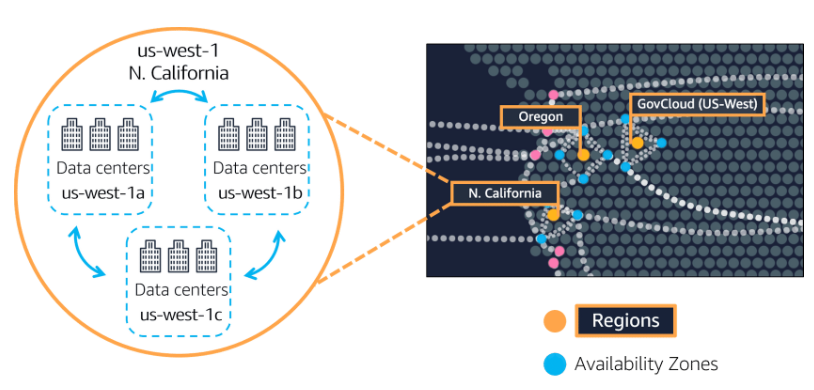 us-west-1
N. California
Data centers
us-west-1a
Data centers
us-west-1b
Data centers
us-west-1c
Oregon
GovCloud (US-West)
N. California
Regions
Availability Zones